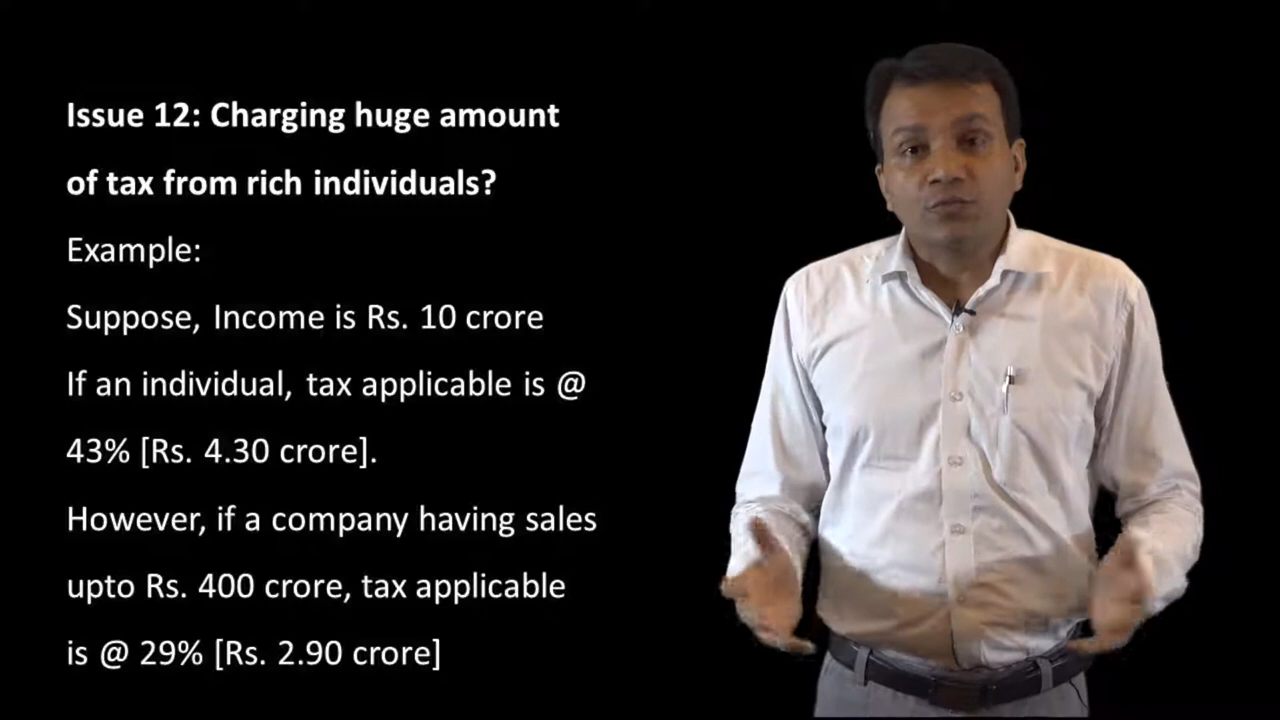 Issue 12: Charging huge amount
of tax from rich individuals?
Example:
Suppose, Income is Rs. 10 crore
If an individual, tax applicable is @
43% [Rs. 4.30 crore].
However, if a company having sales
upto Rs. 400 crore, tax applicable
is @ 29% [Rs. 2.90 crore]